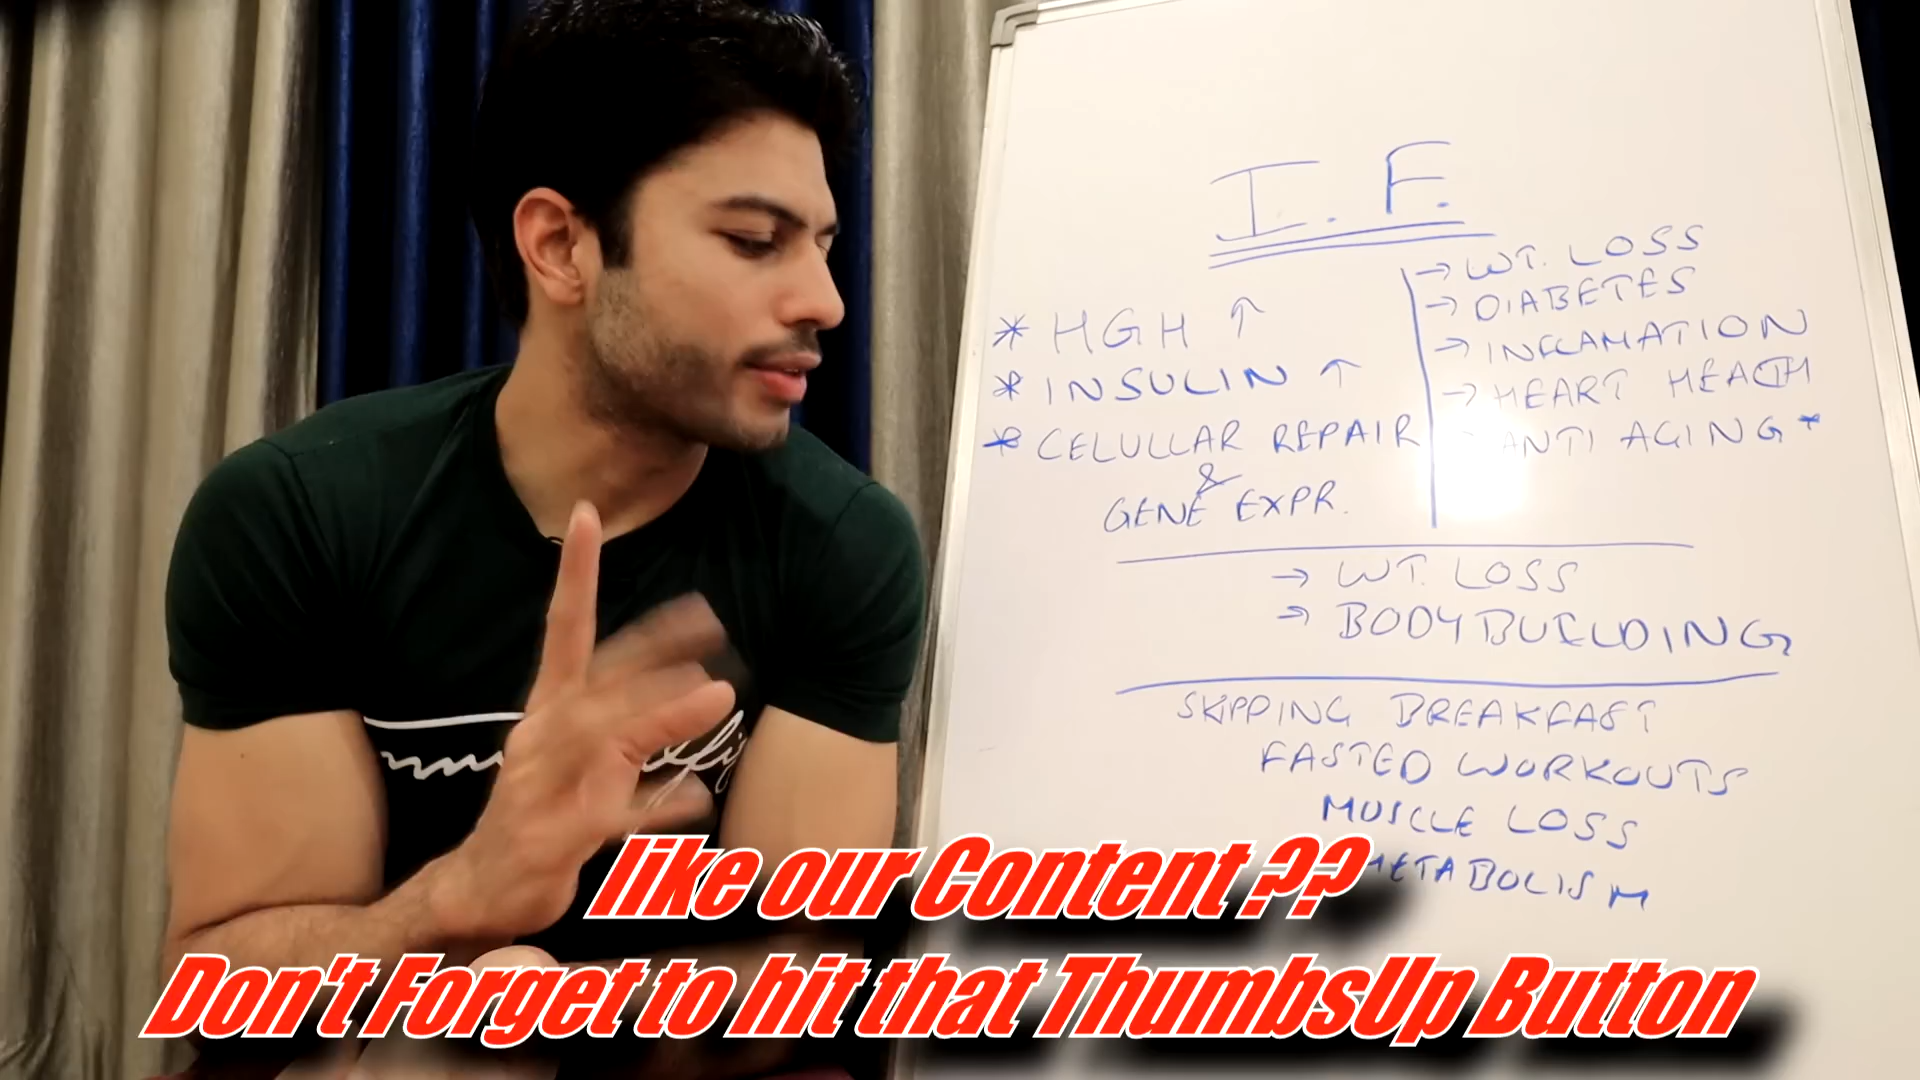 I. F.
* HGH ↑
* INSULIN ↑
* CELULLAR REPAIR
&
GENE EXPR.
→ WT. LOSS
→ DIABETES
→ INFLAMATION
→ HEART HEALTH
ANTI AGING *
→ WT. LOSS
→ BODYBUILDING
SKIPPING BREAKFAST
FASTED WORKOUTS
MUSCLE LOSS
METABOLISM
like our Content ??
Don't Forget to hit that ThumbsUp Button